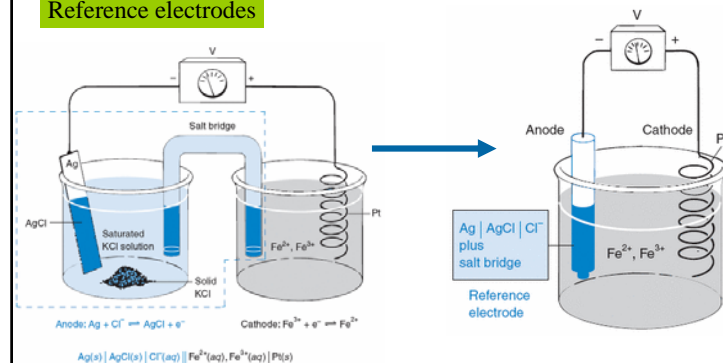 Reference electrodes
V
− +
Salt bridge
Ag
AgCl
Saturated
KCl solution
Solid
KCl
Fe²⁺, Fe³⁺
Pt
Anode: Ag + Cl⁻ ⇌ AgCl + e⁻
Cathode: Fe³⁺ + e⁻ ⇌ Fe²⁺
Ag(s) | AgCl(s) | Cl⁻(aq) || Fe²⁺(aq), Fe³⁺(aq) | Pt(s)
V
− +
Anode
Cathode
P
Ag | AgCl | Cl⁻
plus
salt bridge
Fe²⁺, Fe³⁺
Reference
electrode